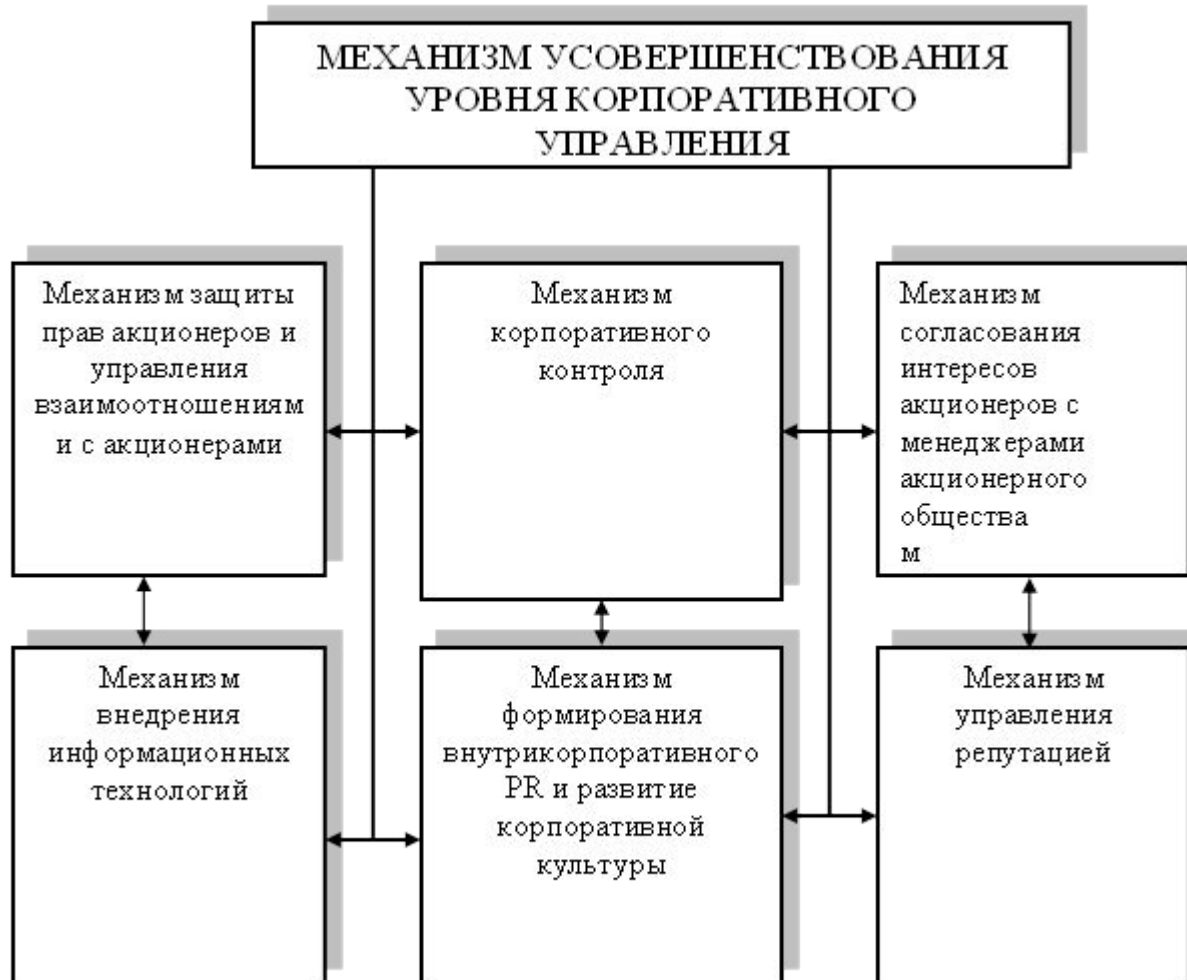 МЕХАНИЗМ УСОВЕРШЕНСТВОВАНИЯ
УРОВНЯ КОРПОРАТИВНОГО
УПРАВЛЕНИЯ
Механизм защиты
прав акционеров и
управления
взаимоотношениям
и с акционерами
Механизм
корпоративного
контроля
Механизм
согласования
интересов
акционеров с
менеджерами
акционерного
общества
м
Механизм
внедрения
информационных
технологий
Механизм
формирования
внутрикорпоративного
PR и развитие
корпоративной
культуры
Механизм
управления
репутацией